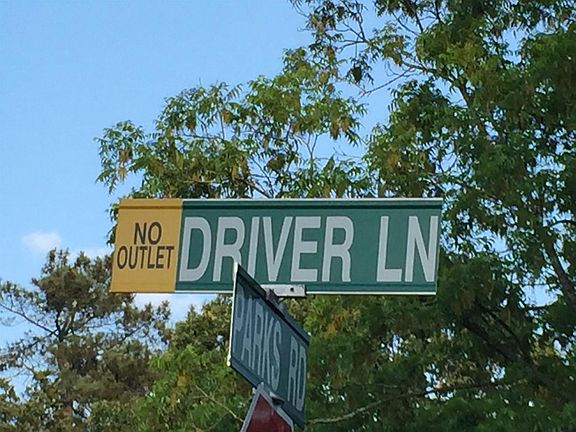 NO
OUTLET
DRIVER LN
PARKS RD